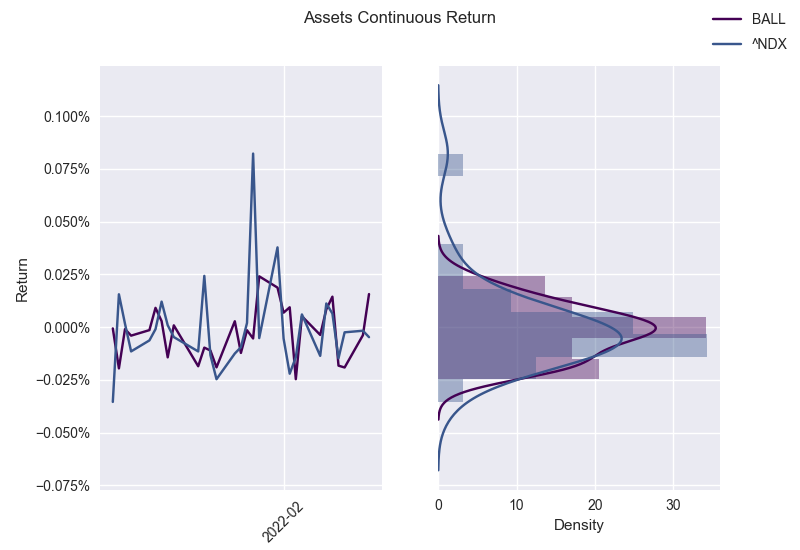 Assets Continuous Return
BALL
^NDX
Return
0.100%
0.075%
0.050%
0.025%
0.000%
−0.025%
−0.050%
−0.075%
2022-02
0
10
20
30
Density